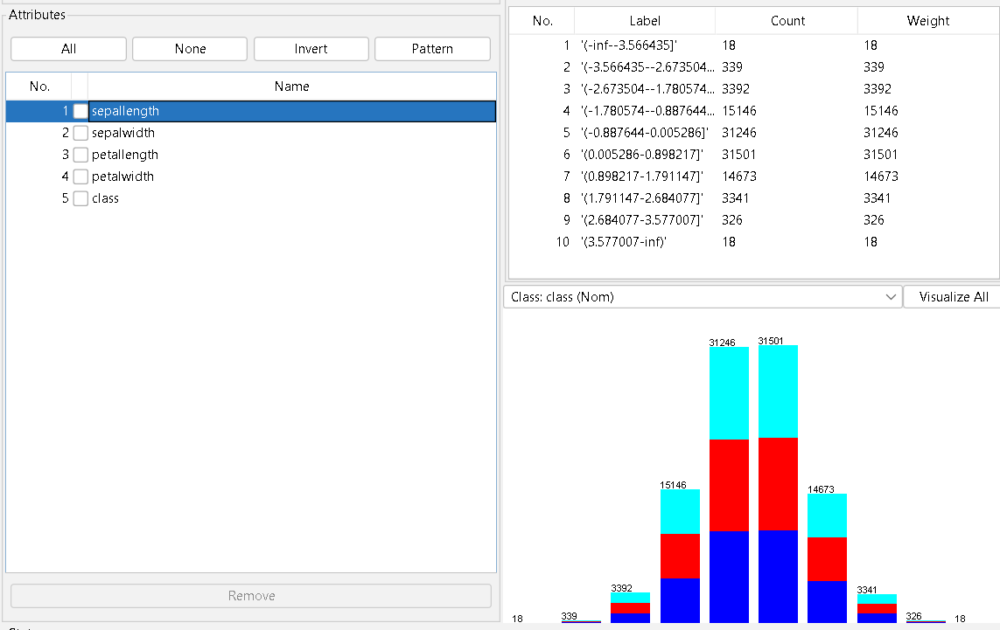 Attributes
All None Invert Pattern
No. Name
1 sepallength
2 sepalwidth
3 petallength
4 petalwidth
5 class
Remove
No. Label Count Weight
1 '(-inf--3.566435]' 18 18
2 '(-3.566435--2.673504... 339 339
3 '(-2.673504--1.780574... 3392 3392
4 '(-1.780574--0.887644... 15146 15146
5 '(-0.887644-0.005286]' 31246 31246
6 '(0.005286-0.898217]' 31501 31501
7 '(0.898217-1.791147]' 14673 14673
8 '(1.791147-2.684077]' 3341 3341
9 '(2.684077-3.577007]' 326 326
10 '(3.577007-inf)' 18 18
Class: class (Nom) Visualize All
18 339 3392 15146 31246 31501 14673 3341 326 18